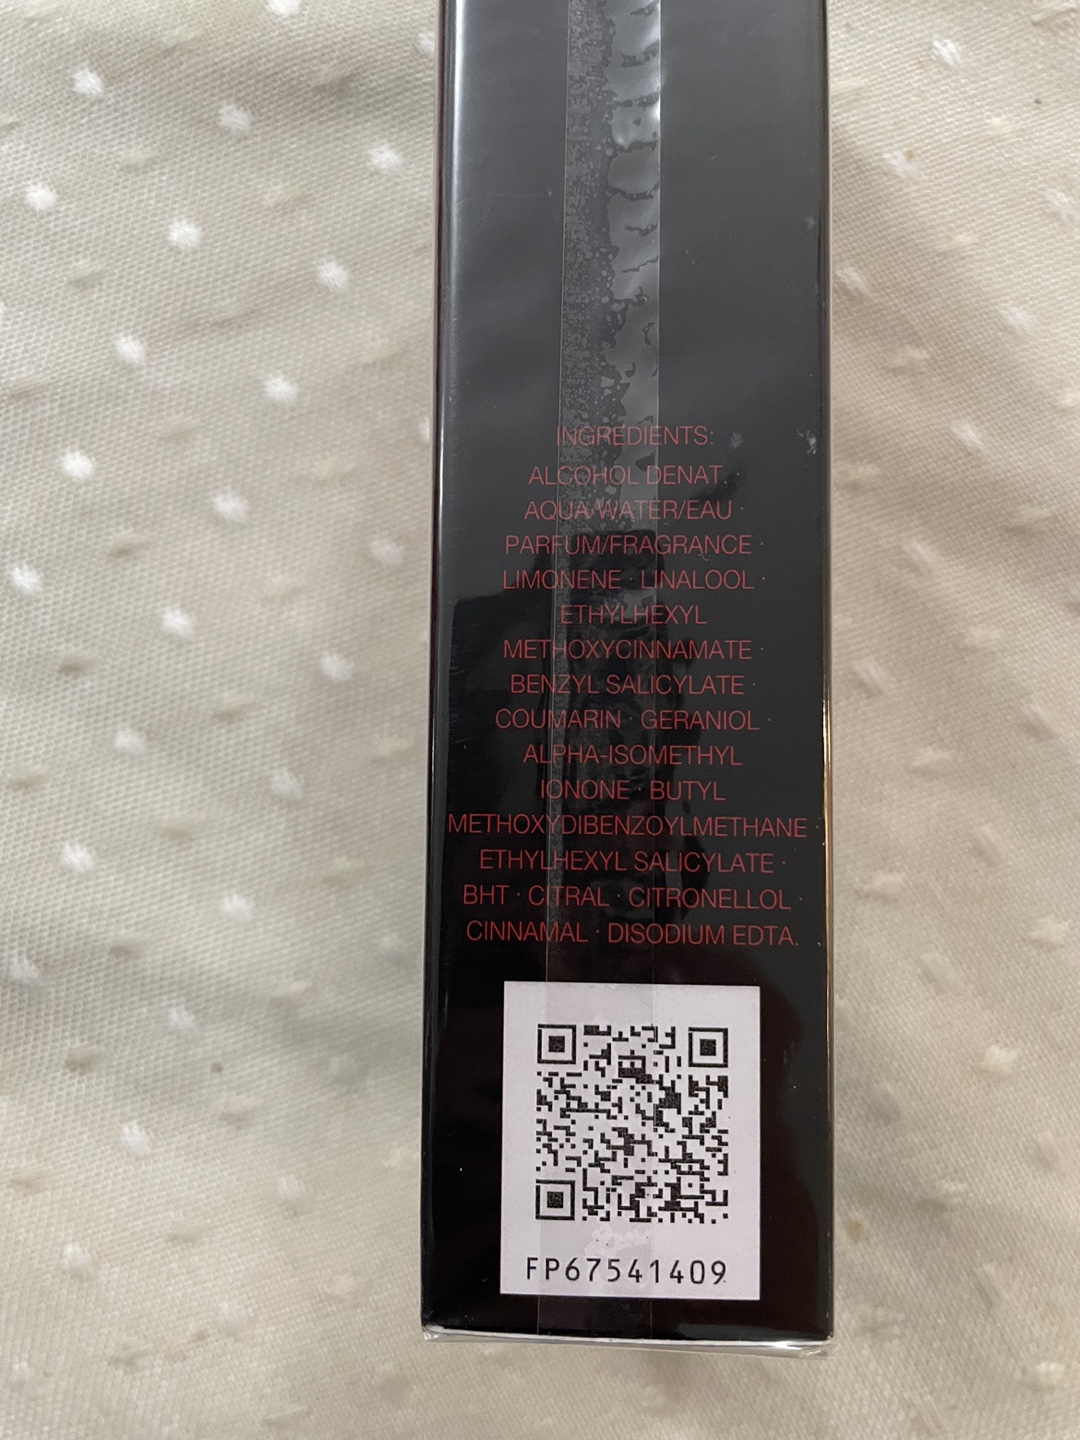 INGREDIENTS:
ALCOHOL DENAT. ·
AQUA/WATER/EAU ·
PARFUM/FRAGRANCE ·
LIMONENE · LINALOOL ·
ETHYLHEXYL
METHOXYCINNAMATE ·
BENZYL SALICYLATE ·
COUMARIN · GERANIOL ·
ALPHA-ISOMETHYL
IONONE · BUTYL
METHOXYDIBENZOYLMETHANE ·
ETHYLHEXYL SALICYLATE ·
BHT · CITRAL · CITRONELLOL ·
CINNAMAL · DISODIUM EDTA.
FP67541409